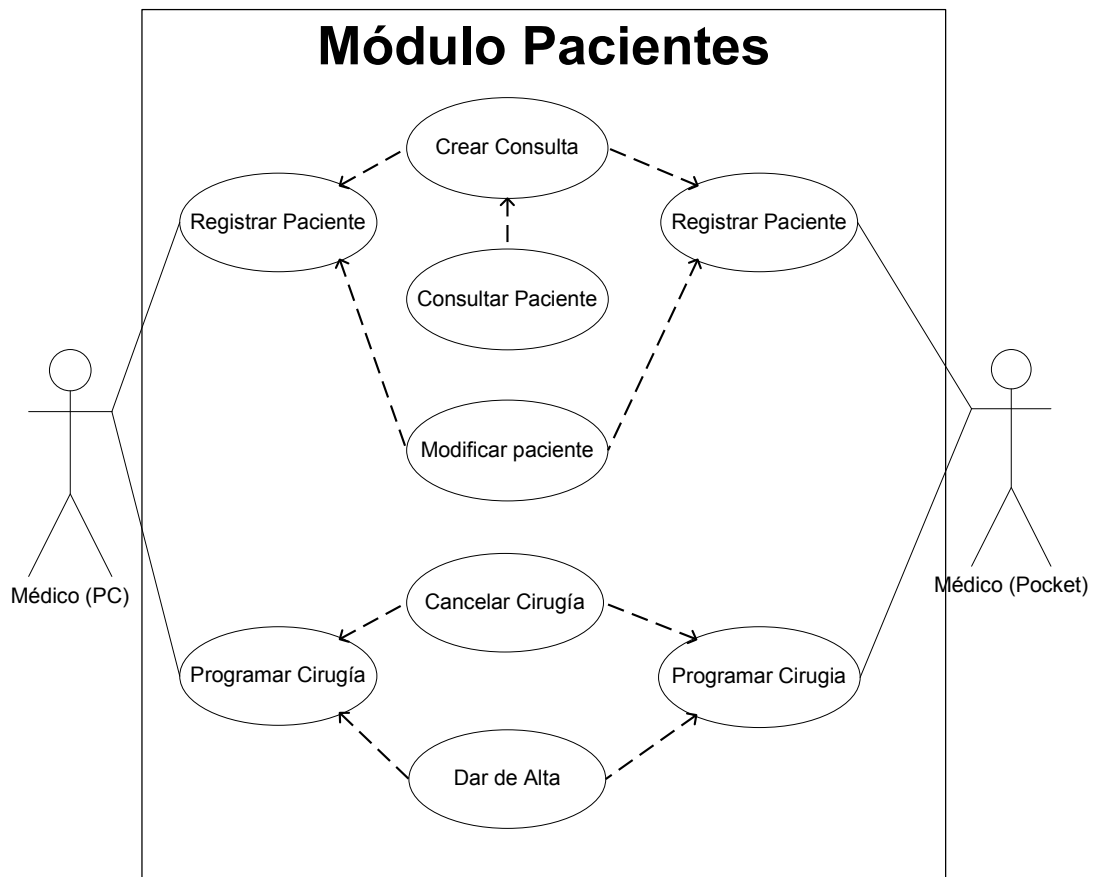 Módulo Pacientes
Crear Consulta
Registrar Paciente
Registrar Paciente
Consultar Paciente
Modificar paciente
Médico (PC)
Médico (Pocket)
Cancelar Cirugía
Programar Cirugía
Programar Cirugia
Dar de Alta